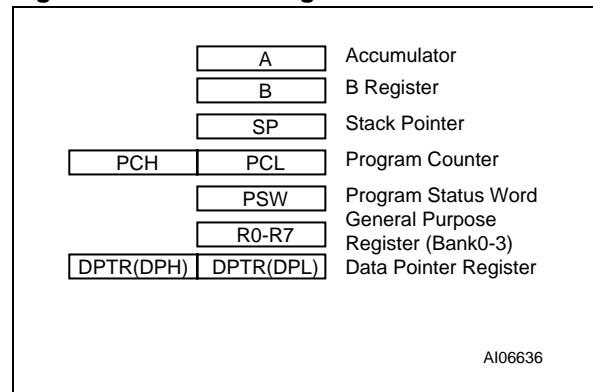 A Accumulator
B B Register
SP Stack Pointer
PCH PCL Program Counter
PSW Program Status Word
R0-R7 General Purpose
Register (Bank0-3)
DPTR(DPH) DPTR(DPL) Data Pointer Register
AI06636